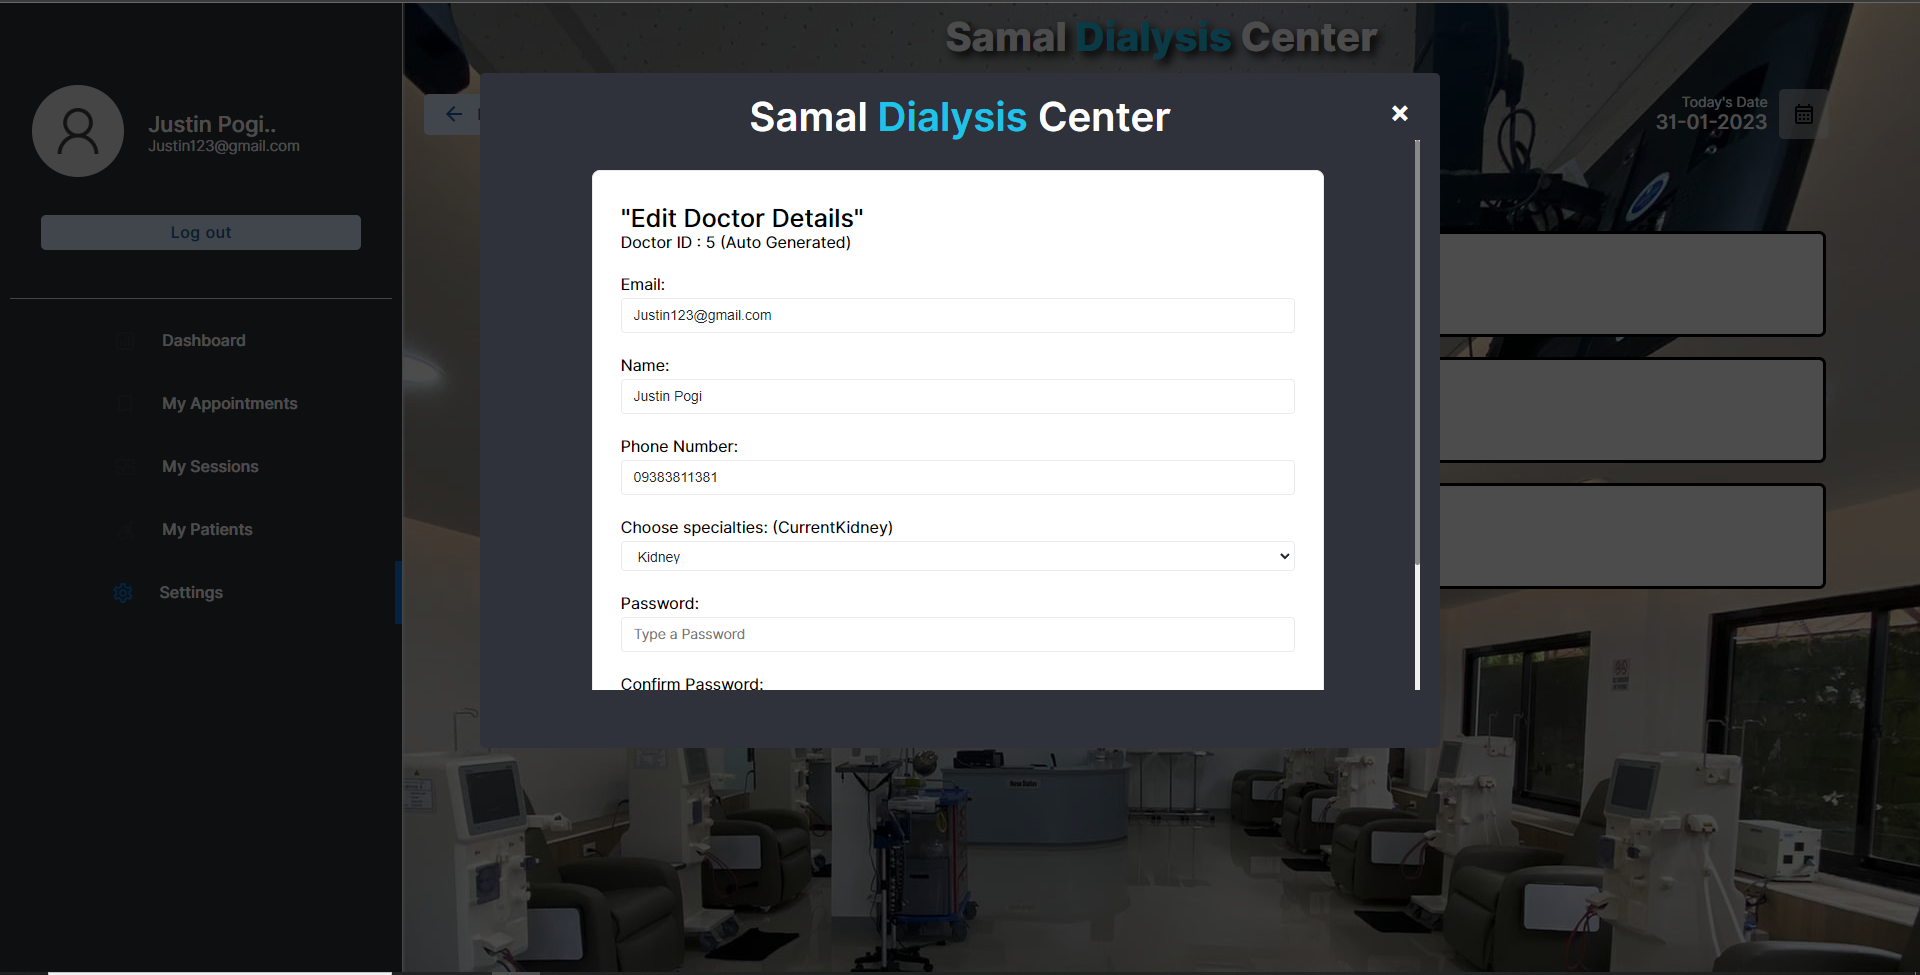 Samal Dialysis Center
Justin Pogi..
Justin123@gmail.com
Log out
Dashboard
My Appointments
My Sessions
My Patients
Settings
Today's Date
31-01-2023
Samal Dialysis Center
"Edit Doctor Details"
Doctor ID : 5 (Auto Generated)
Email:
Justin123@gmail.com
Name:
Justin Pogi
Phone Number:
09383811381
Choose specialties: (CurrentKidney)
Kidney
Password:
Type a Password
Confirm Password: